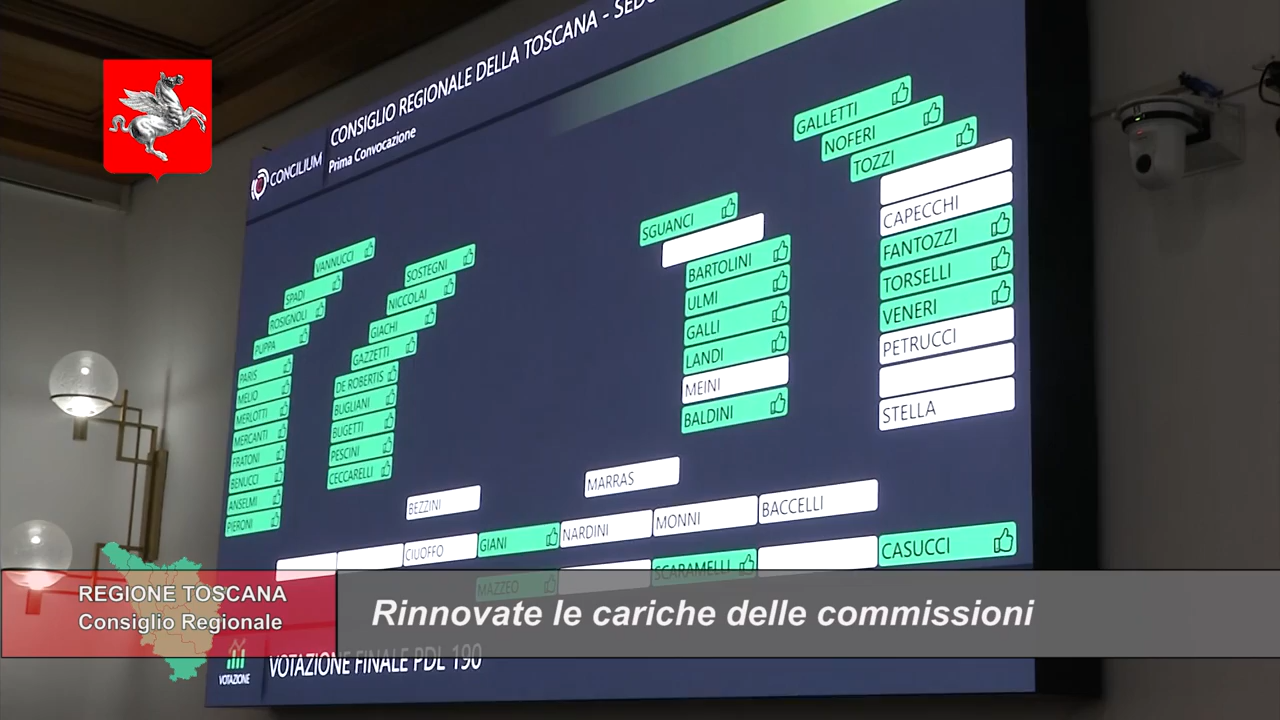 CONCILIUM
CONSIGLIO REGIONALE DELLA TOSCANA -
Prima Convocazione
VANNUCCI
SPADI
ROSIGNOLI
PUPPA
PARIS
MELIO
MERLOTTI
MERCANTI
FRATONI
BENUCCI
ANSELMI
PIERONI
SOSTEGNI
NICCOLAI
GIACHI
GAZZETTI
DE ROBERTIS
BUGLIANI
BUGETTI
PESCINI
CECCARELLI
SGUANCI
BARTOLINI
ULMI
GALLI
LANDI
MEINI
BALDINI
GALLETTI
NOFERI
TOZZI
CAPECCHI
FANTOZZI
TORSELLI
VENERI
PETRUCCI
STELLA
BEZZINI
MARRAS
CIUOFFO
GIANI
NARDINI
MONNI
BACCELLI
MAZZEO
SCARAMELLI
CASUCCI
REGIONE TOSCANA
Consiglio Regionale
Rinnovate le cariche delle commissioni
VOTAZIONE
VOTAZIONE FINALE PDL 190